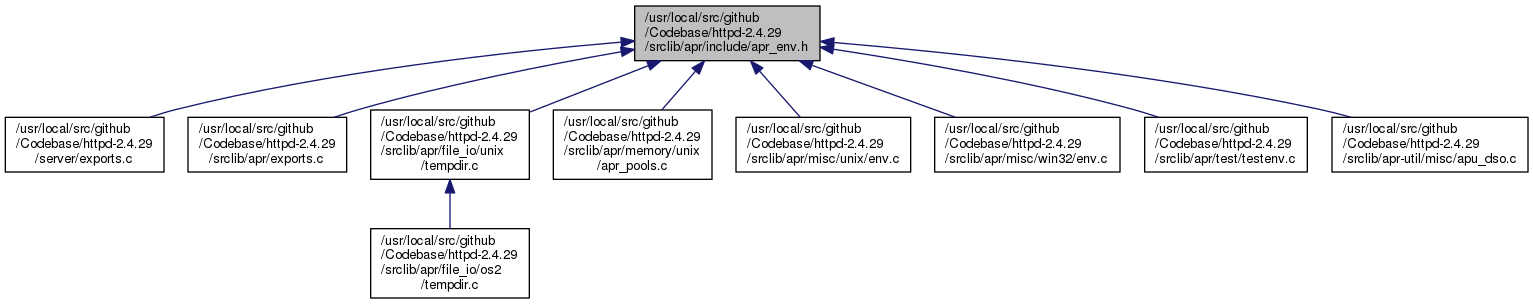 /usr/local/src/github
/Codebase/httpd-2.4.29
/srclib/apr/include/apr_env.h
/usr/local/src/github
/Codebase/httpd-2.4.29
/server/exports.c
/usr/local/src/github
/Codebase/httpd-2.4.29
/srclib/apr/exports.c
/usr/local/src/github
/Codebase/httpd-2.4.29
/srclib/apr/file_io/unix
/tempdir.c
/usr/local/src/github
/Codebase/httpd-2.4.29
/srclib/apr/memory/unix
/apr_pools.c
/usr/local/src/github
/Codebase/httpd-2.4.29
/srclib/apr/misc/unix/env.c
/usr/local/src/github
/Codebase/httpd-2.4.29
/srclib/apr/misc/win32/env.c
/usr/local/src/github
/Codebase/httpd-2.4.29
/srclib/apr/test/testenv.c
/usr/local/src/github
/Codebase/httpd-2.4.29
/srclib/apr-util/misc/apu_dso.c
/usr/local/src/github
/Codebase/httpd-2.4.29
/srclib/apr/file_io/os2
/tempdir.c